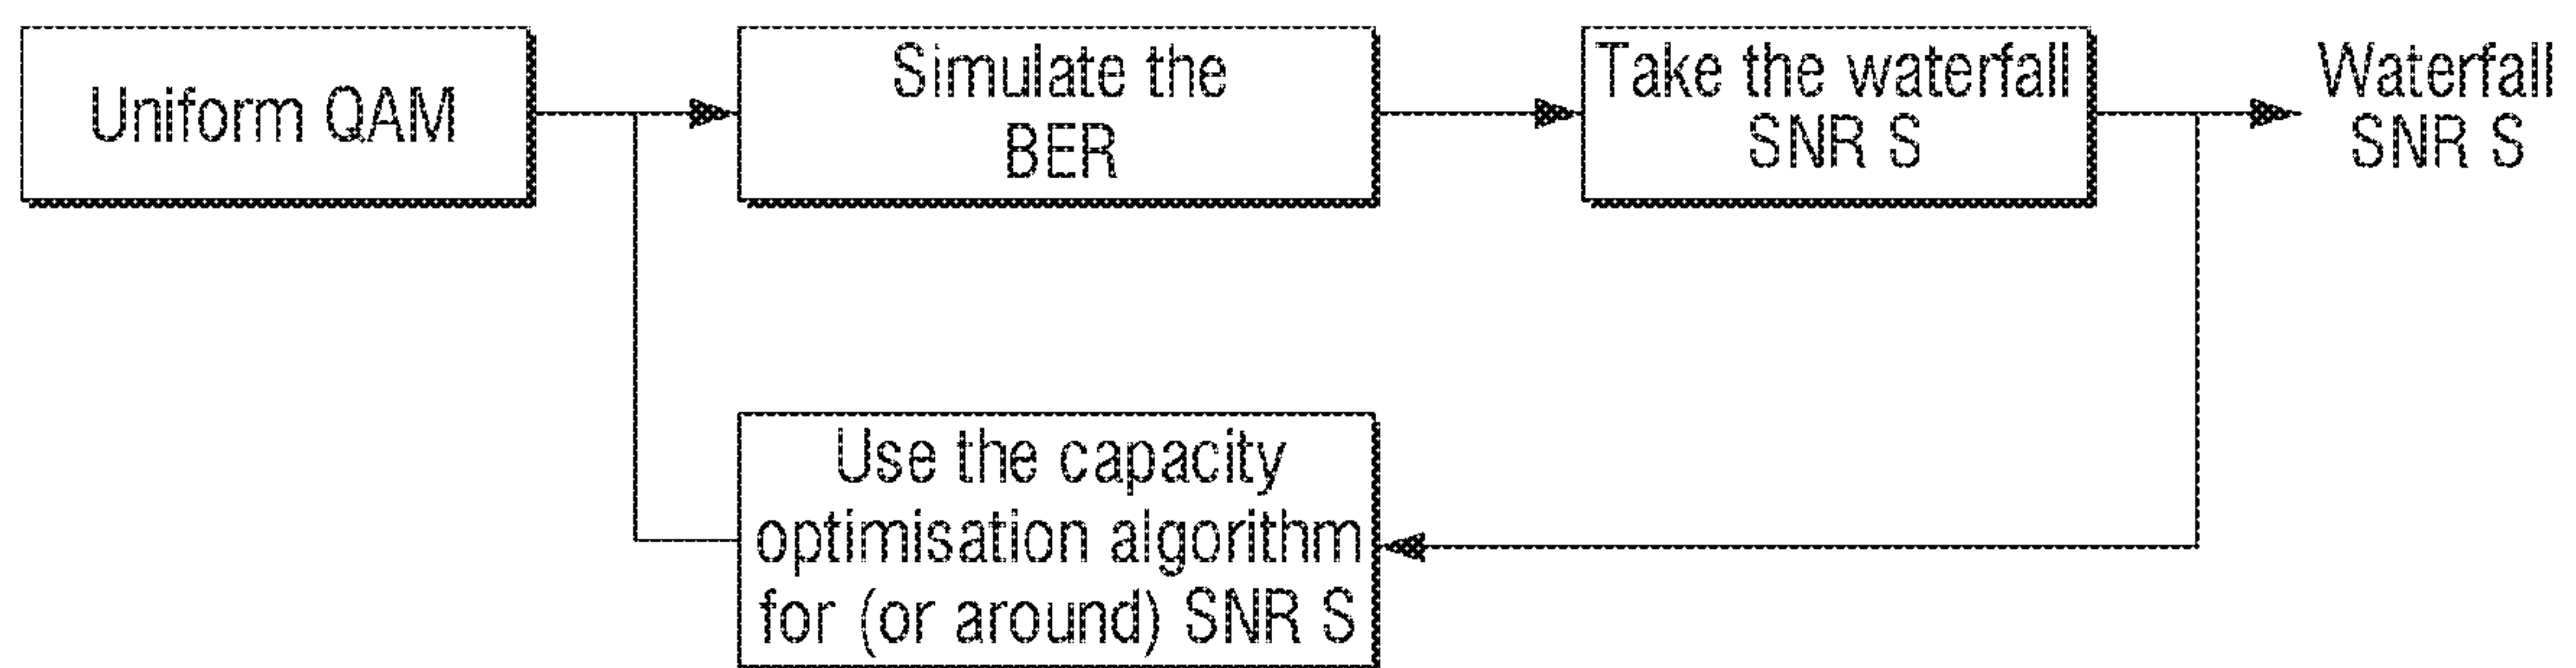 Uniform QAM
Simulate the
BER
Take the waterfall
SNR S
Waterfall
SNR S
Use the capacity
optimisation algorithm
for (or around) SNR S